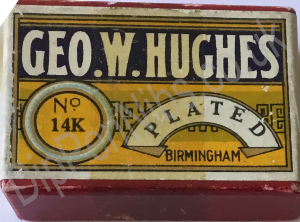 GEO.W.HUGHES
Nº
14K
PLATED
BIRMINGHAM